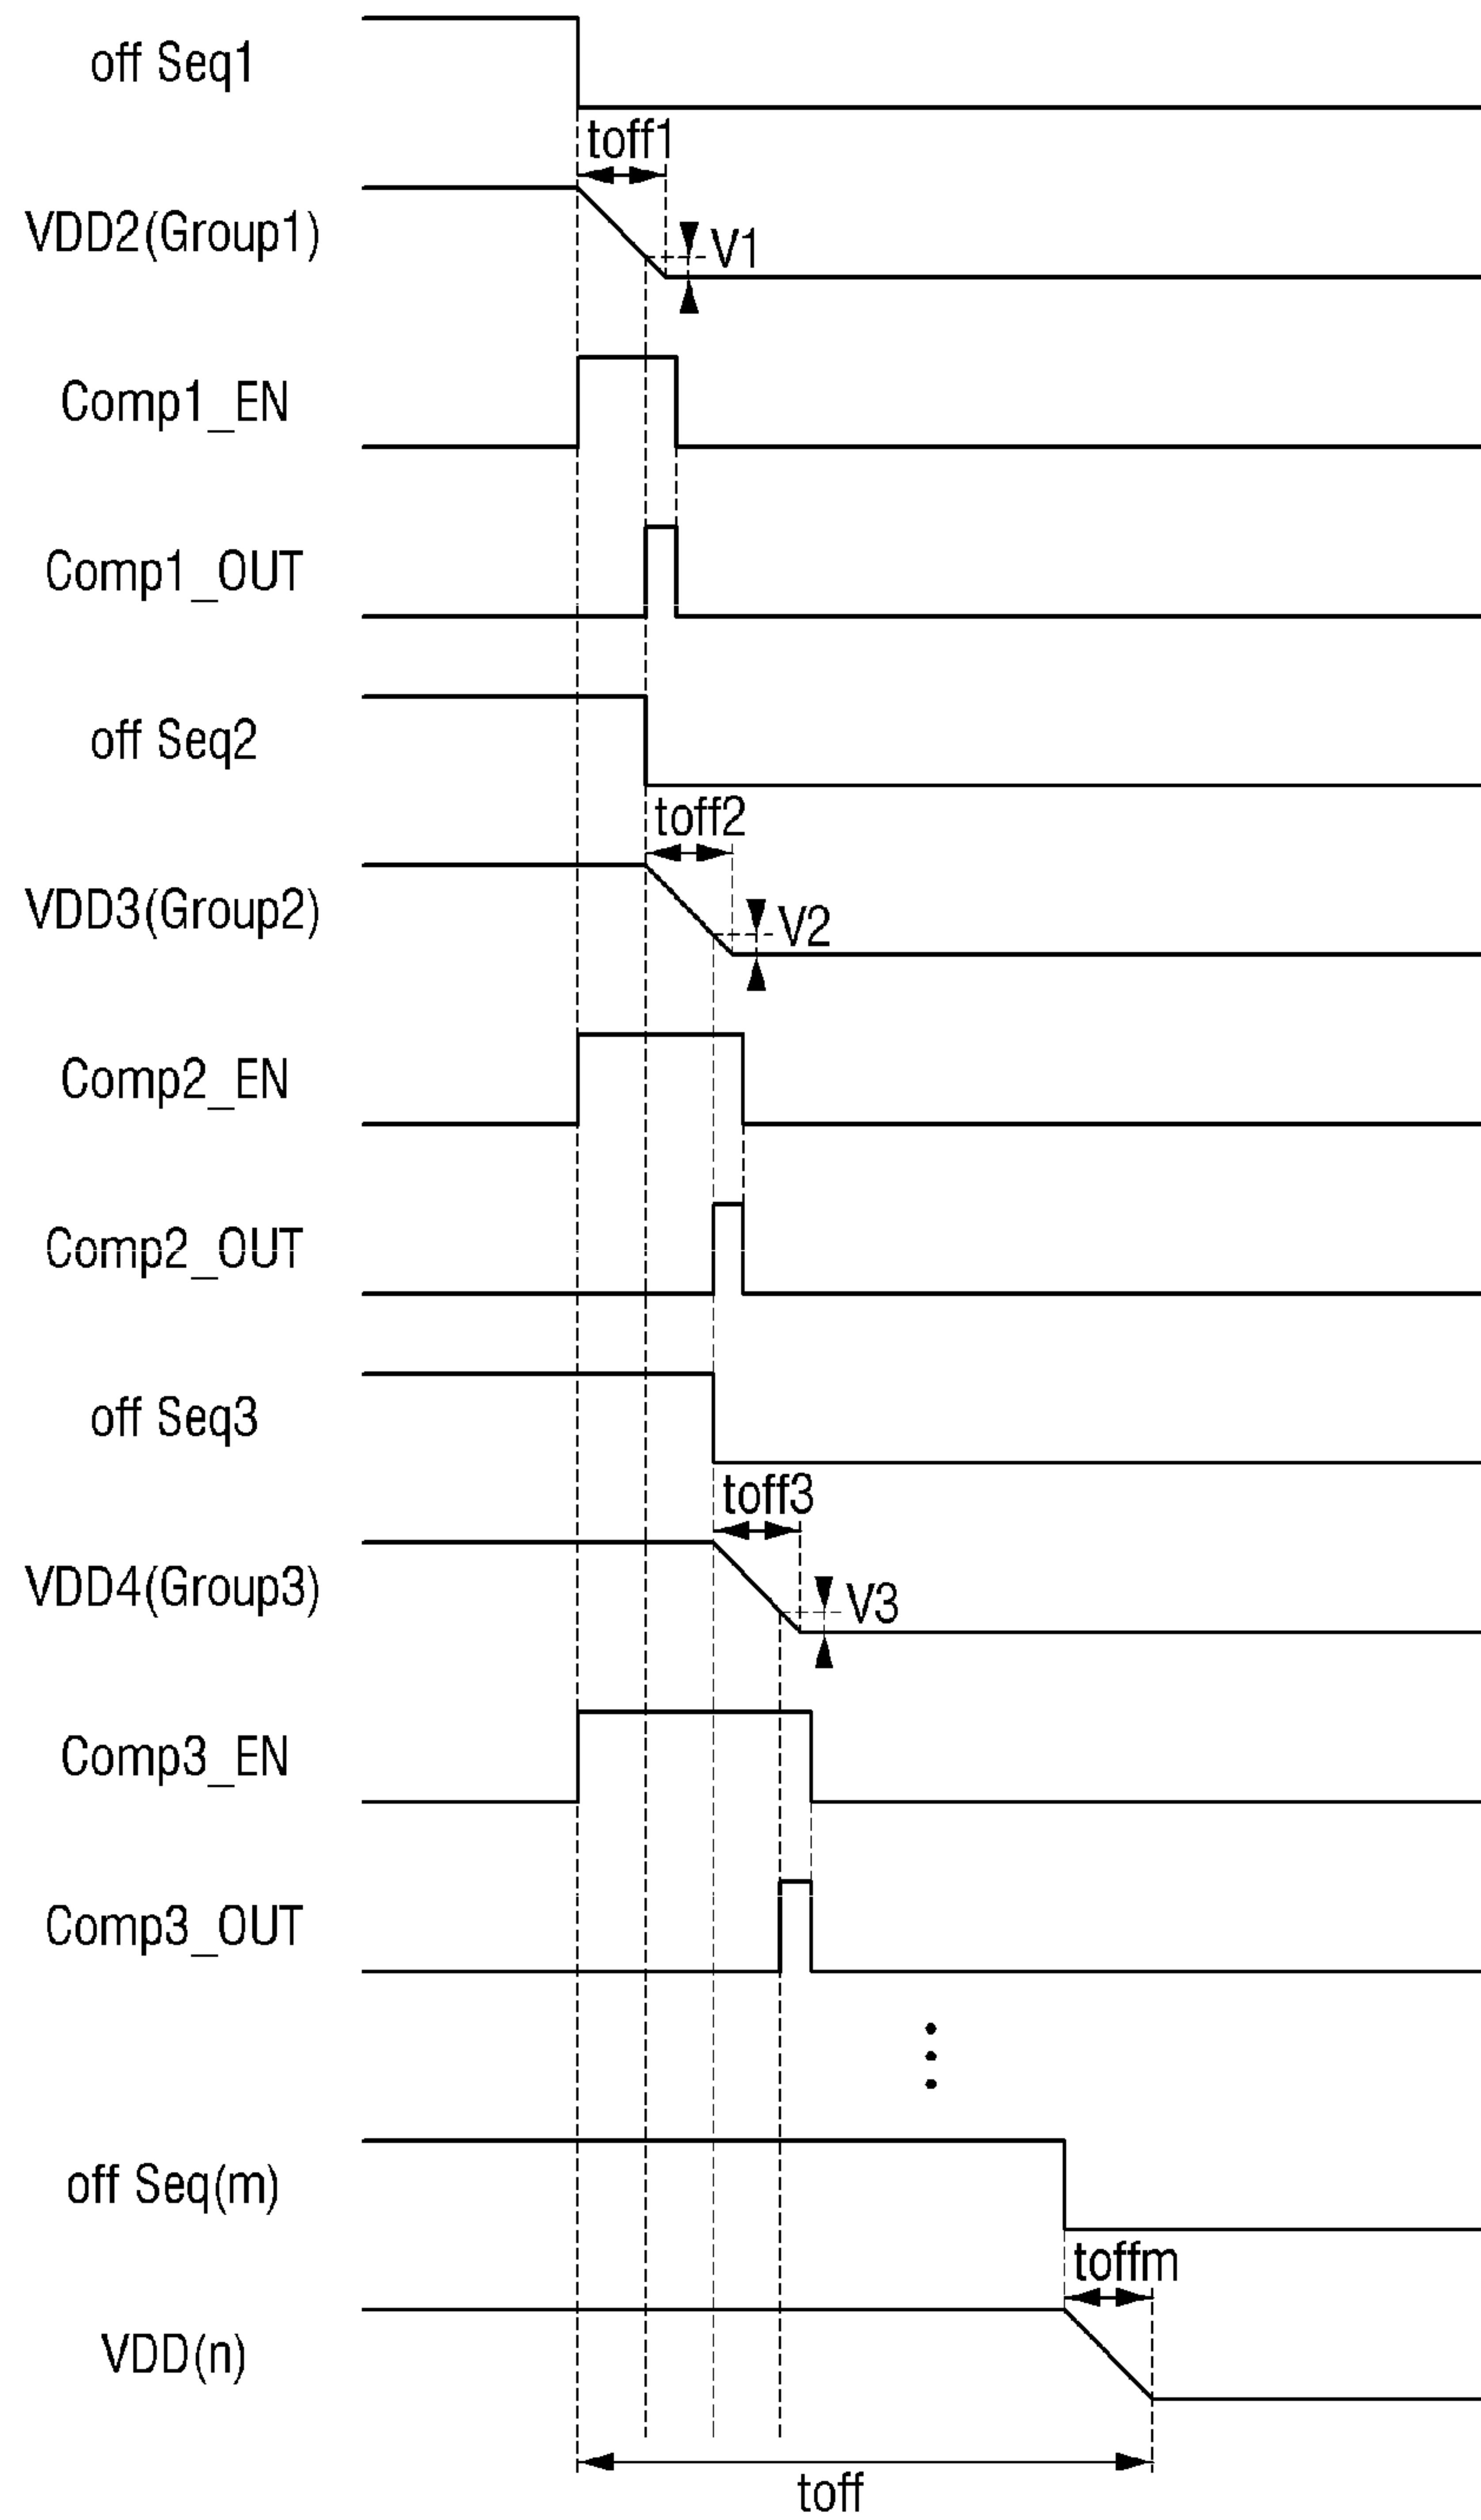 off Seq1
toff1
VDD2(Group1)
V1
Comp1_EN
Comp1_OUT
off Seq2
toff2
VDD3(Group2)
V2
Comp2_EN
Comp2_OUT
off Seq3
toff3
VDD4(Group3)
V3
Comp3_EN
Comp3_OUT
off Seq(m)
toffm
VDD(n)
toff